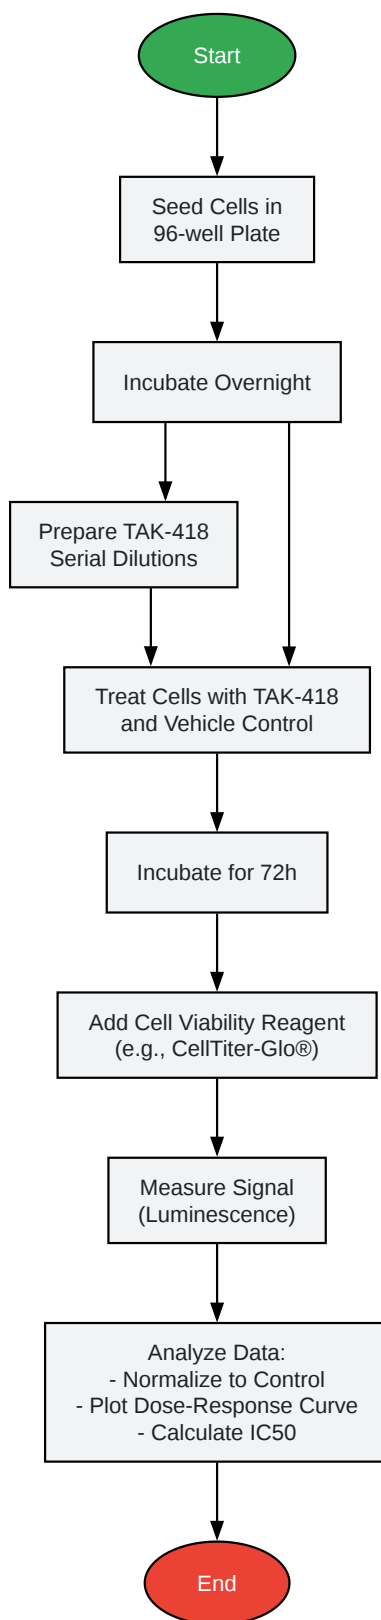 Start
Seed Cells in
96-well Plate
Incubate Overnight
Prepare TAK-418
Serial Dilutions
Treat Cells with TAK-418
and Vehicle Control
Incubate for 72h
Add Cell Viability Reagent
(e.g., CellTiter-Glo®)
Measure Signal
(Luminescence)
Analyze Data:
- Normalize to Control
- Plot Dose-Response Curve
- Calculate IC50
End